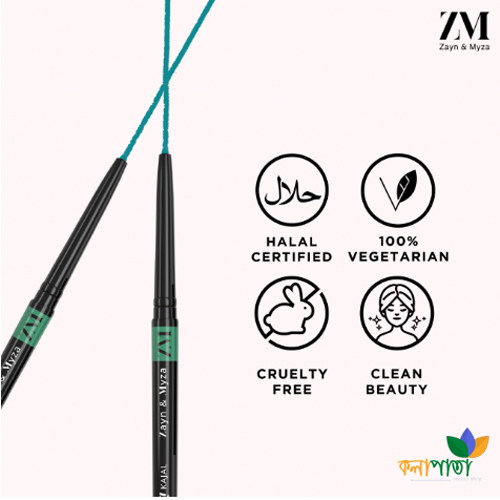 ZM
Zayn & Myza
حلال
HALAL
CERTIFIED
100%
VEGETARIAN
CRUELTY
FREE
CLEAN
BEAUTY
ZM
& Myza
ZM
Zayn & Myza
KAJAL
কলাপাতা